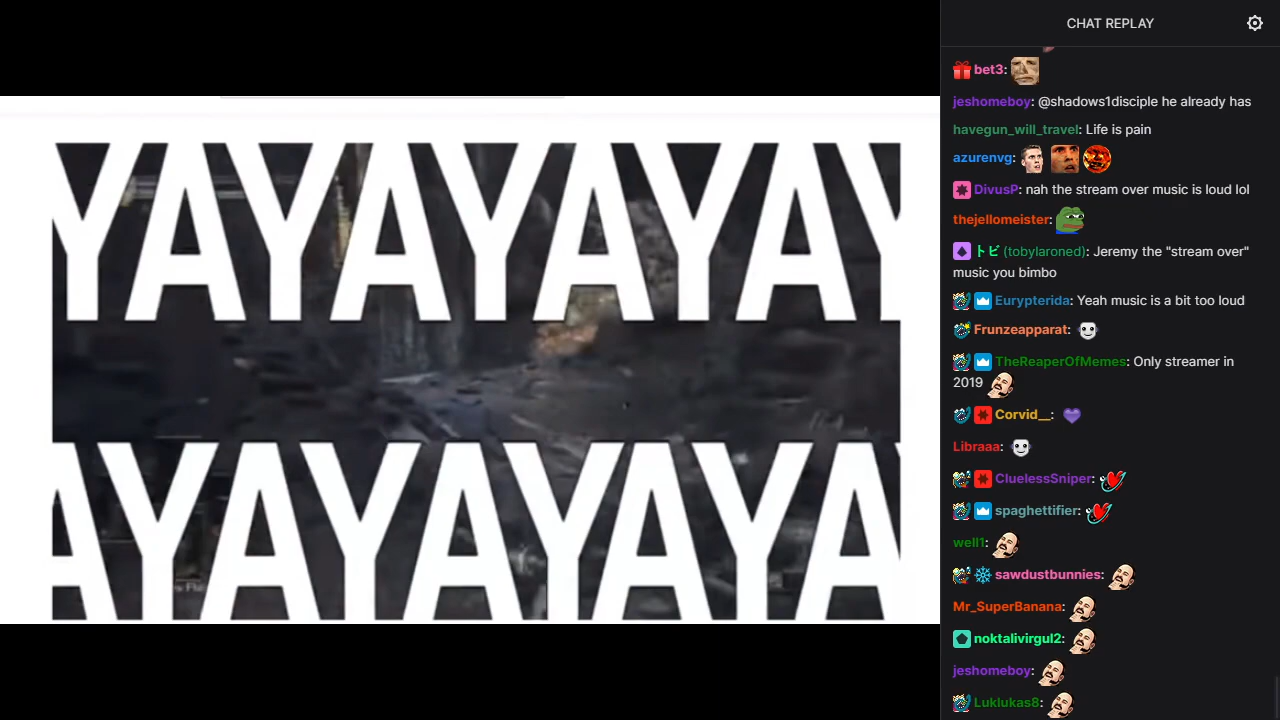 YAYAYAYAY
AYAYAYAYA
CHAT REPLAY
bet3:
jeshomeboy: @shadows1disciple he already has
havegun_will_travel: Life is pain
azurenvg:
DivusP: nah the stream over music is loud lol
thejellomeister:
トビ (tobylaroned): Jeremy the "stream over"
music you bimbo
Eurypterida: Yeah music is a bit too loud
Frunzeapparat:
TheReaperOfMemes: Only streamer in
2019
Corvid__:
Libraaa:
CluelessSniper:
spaghettifier:
well1:
sawdustbunnies:
Mr_SuperBanana:
noktalivirgul2:
jeshomeboy:
Luklukas8: